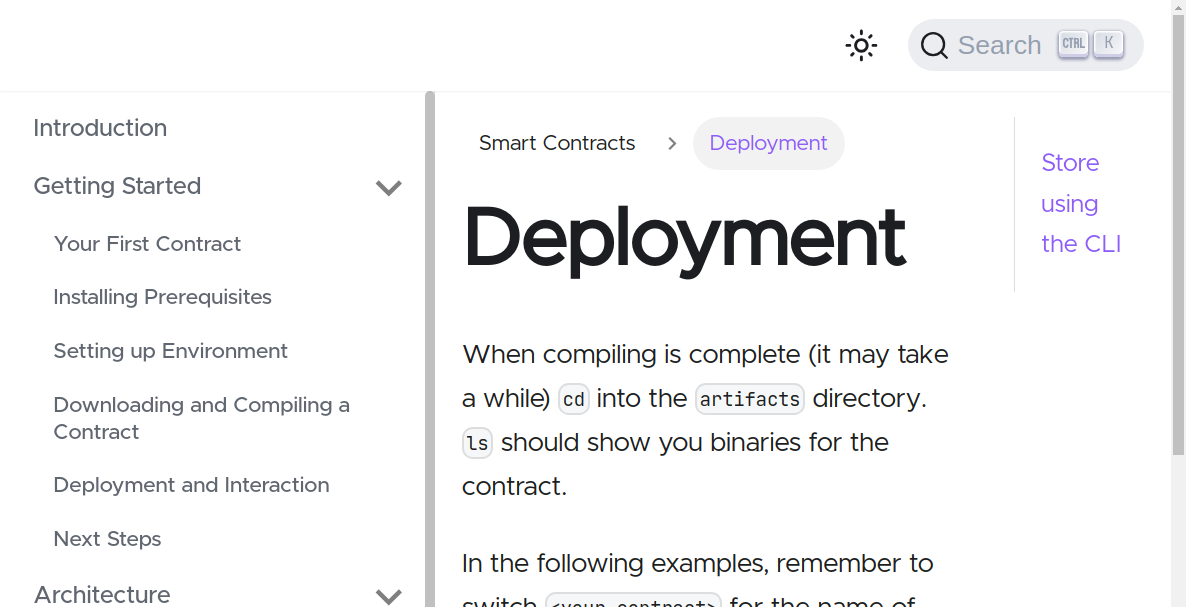 Search CTRL K
Introduction
Getting Started
Your First Contract
Installing Prerequisites
Setting up Environment
Downloading and Compiling a
Contract
Deployment and Interaction
Next Steps
Architecture
Smart Contracts > Deployment
Deployment
When compiling is complete (it may take
a while) cd into the artifacts directory.
ls should show you binaries for the
contract.
In the following examples, remember to
switch <your contract> for the name of
Store
using
the CLI